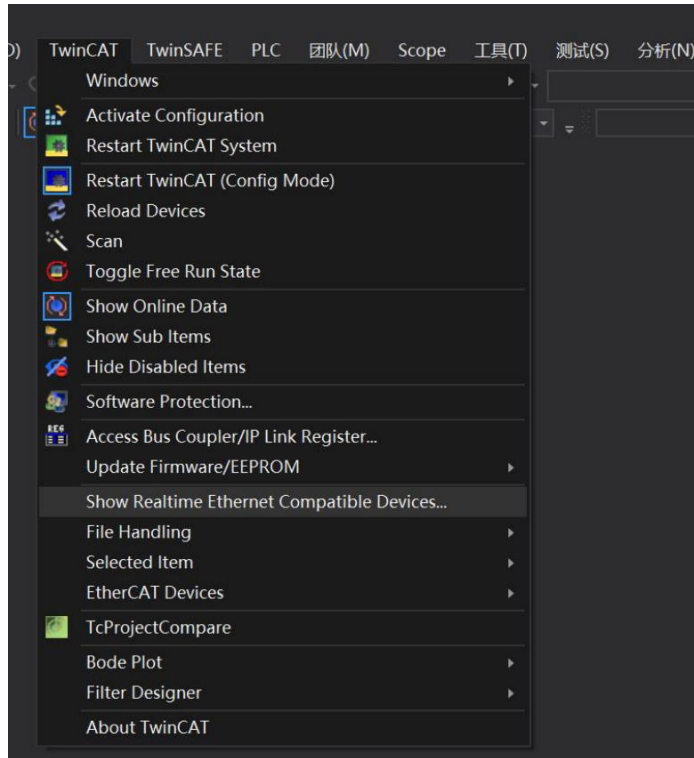 D) TwinCAT TwinSAFE PLC 团队(M) Scope 工具(T) 测试(S) 分析(N)
Windows
Activate Configuration
Restart TwinCAT System
Restart TwinCAT (Config Mode)
Reload Devices
Scan
Toggle Free Run State
Show Online Data
Show Sub Items
Hide Disabled Items
Software Protection...
REG Access Bus Coupler/IP Link Register...
Update Firmware/EEPROM
Show Realtime Ethernet Compatible Devices...
File Handling
Selected Item
EtherCAT Devices
TcProjectCompare
Bode Plot
Filter Designer
About TwinCAT